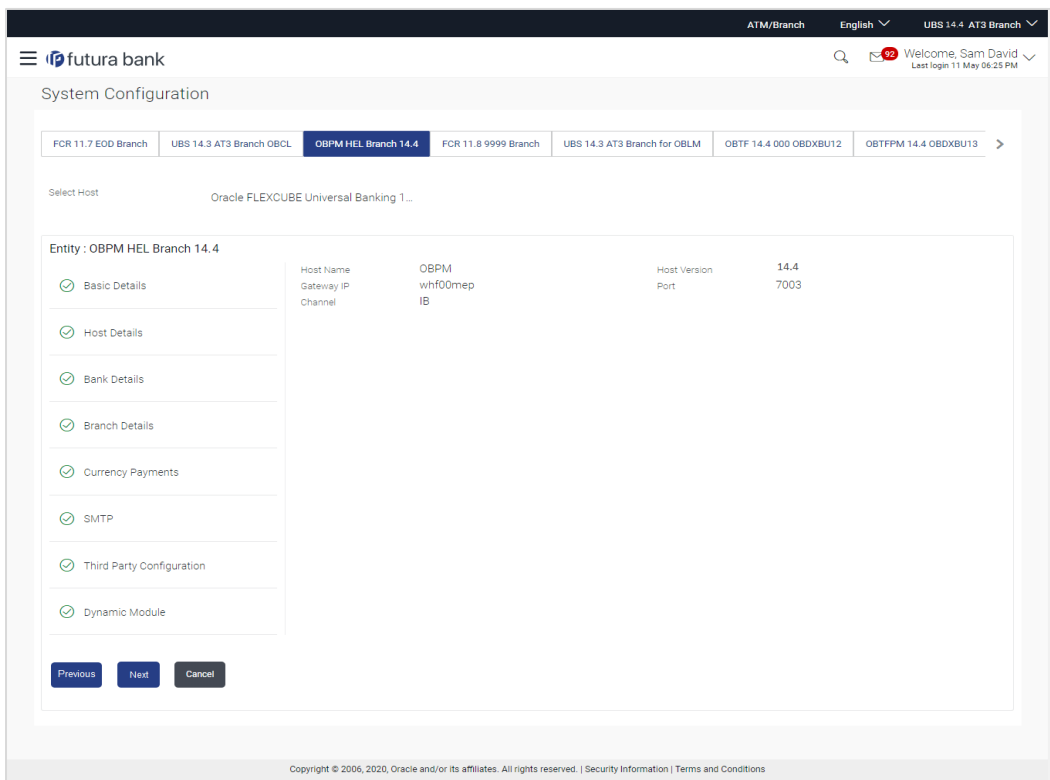 ATM/Branch English UBS 14.4 AT3 Branch
futura bank 92 Welcome, Sam David
Last login 11 May 06:25 PM
System Configuration
FCR 11.7 EOD Branch UBS 14.3 AT3 Branch OBCL OBPM HEL Branch 14.4 FCR 11.8 9999 Branch UBS 14.3 AT3 Branch for OBLM OBTF 14.4 000 OBDXBU12 OBTFPM 14.4 OBDXBU13
Select Host Oracle FLEXCUBE Universal Banking 1...
Entity : OBPM HEL Branch 14.4
Host Name OBPM Host Version 14.4
Gateway IP whf00mep Port 7003
Channel IB
Basic Details
Host Details
Bank Details
Branch Details
Currency Payments
SMTP
Third Party Configuration
Dynamic Module
Previous Next Cancel
Copyright © 2006, 2020, Oracle and/or its affiliates. All rights reserved. | Security Information | Terms and Conditions